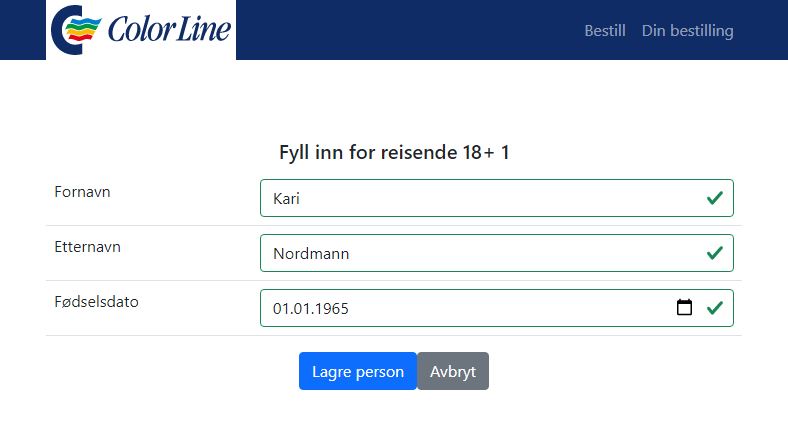 Color Line
Bestill Din bestilling
Fyll inn for reisende 18+ 1
Fornavn Kari
Etternavn Nordmann
Fødselsdato 01.01.1965
Lagre person Avbryt